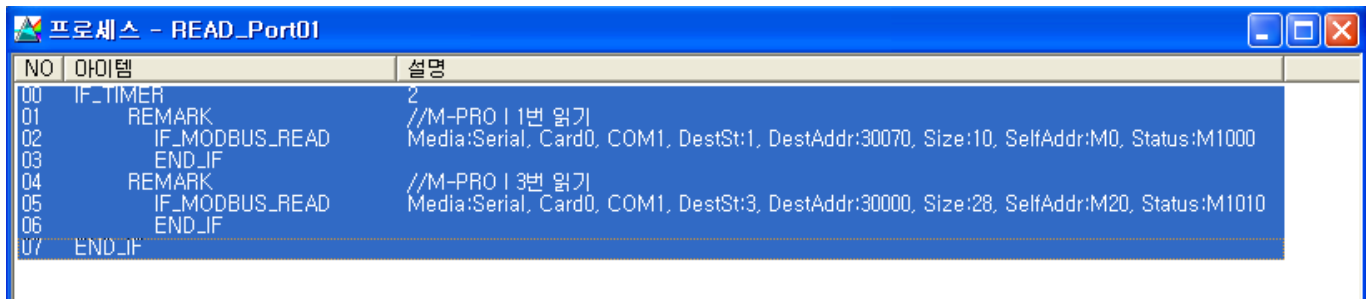 프로세스 - READ_Port01
NO 아이템 설명
00 IF_TIMER 2
01 REMARK //M-PRO I 1번 읽기
02 IF_MODBUS_READ Media:Serial, Card0, COM1, DestSt:1, DestAddr:30070, Size:10, SelfAddr:M0, Status:M1000
03 END_IF
04 REMARK //M-PRO I 3번 읽기
05 IF_MODBUS_READ Media:Serial, Card0, COM1, DestSt:3, DestAddr:30000, Size:28, SelfAddr:M20, Status:M1010
06 END_IF
07 END_IF